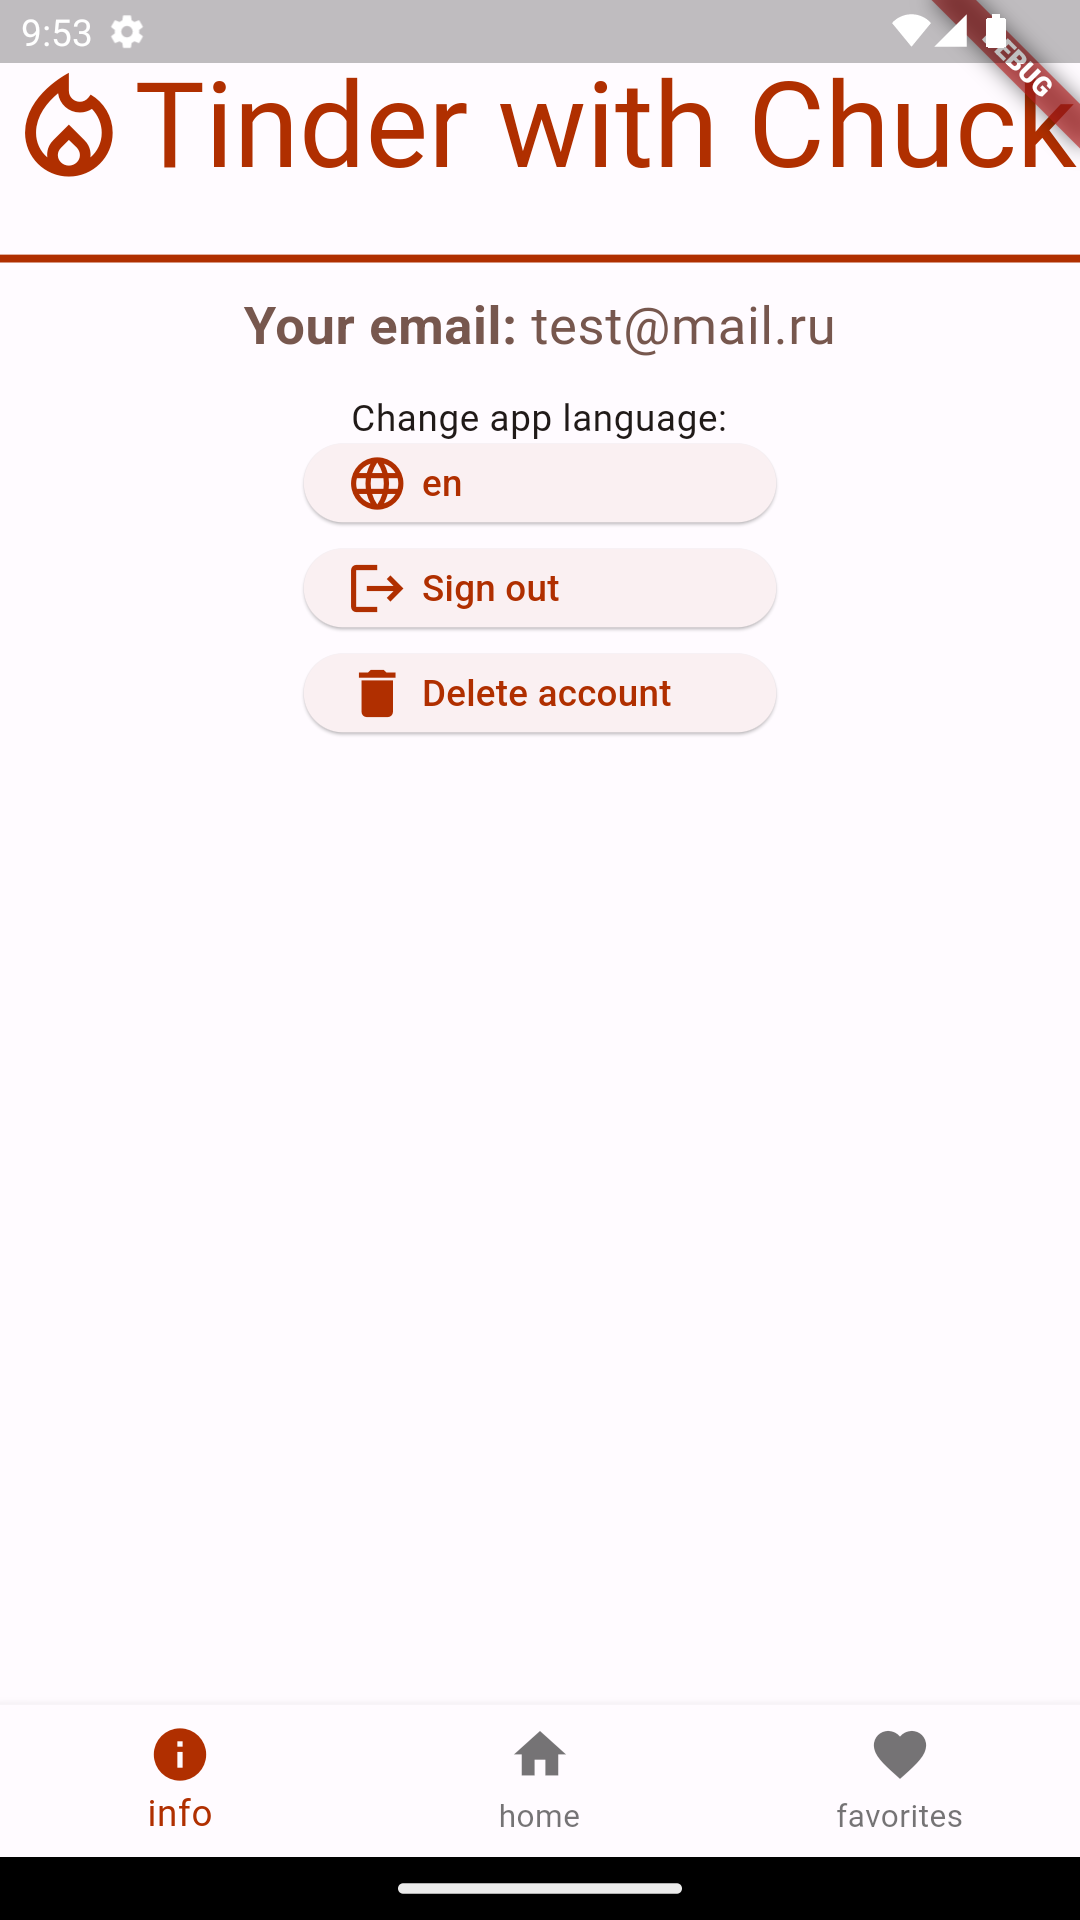 9:53
DEBUG
Tinder with Chuck
Your email: test@mail.ru
Change app language:
en
Sign out
Delete account
info
home
favorites